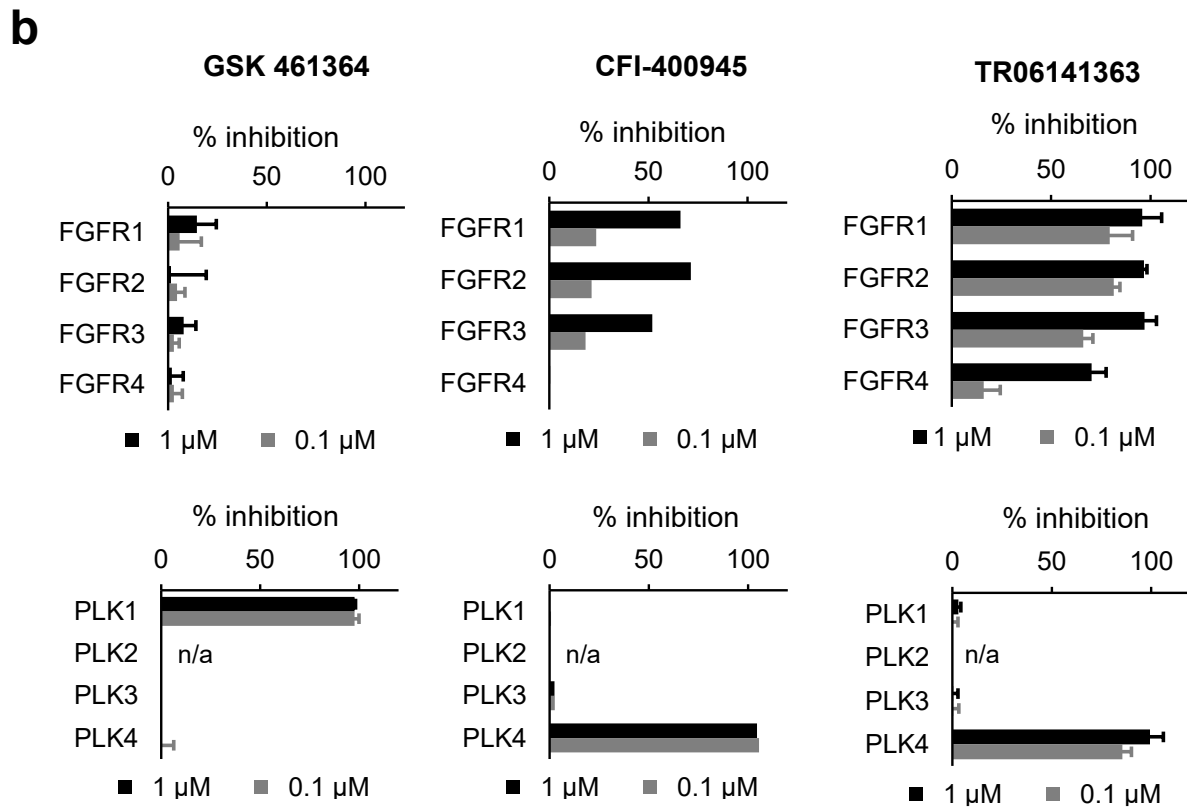 b
GSK 461364
% inhibition
0 50 100
FGFR1
FGFR2
FGFR3
FGFR4
1 µM 0.1 µM
CFI-400945
% inhibition
0 50 100
FGFR1
FGFR2
FGFR3
FGFR4
1 µM 0.1 µM
TR06141363
% inhibition
0 50 100
FGFR1
FGFR2
FGFR3
FGFR4
1 µM 0.1 µM
% inhibition
0 50 100
PLK1
PLK2 n/a
PLK3
PLK4
1 µM 0.1 µM
% inhibition
0 50 100
PLK1
PLK2 n/a
PLK3
PLK4
1 µM 0.1 µM
% inhibition
0 50 100
PLK1
PLK2 n/a
PLK3
PLK4
1 µM 0.1 µM